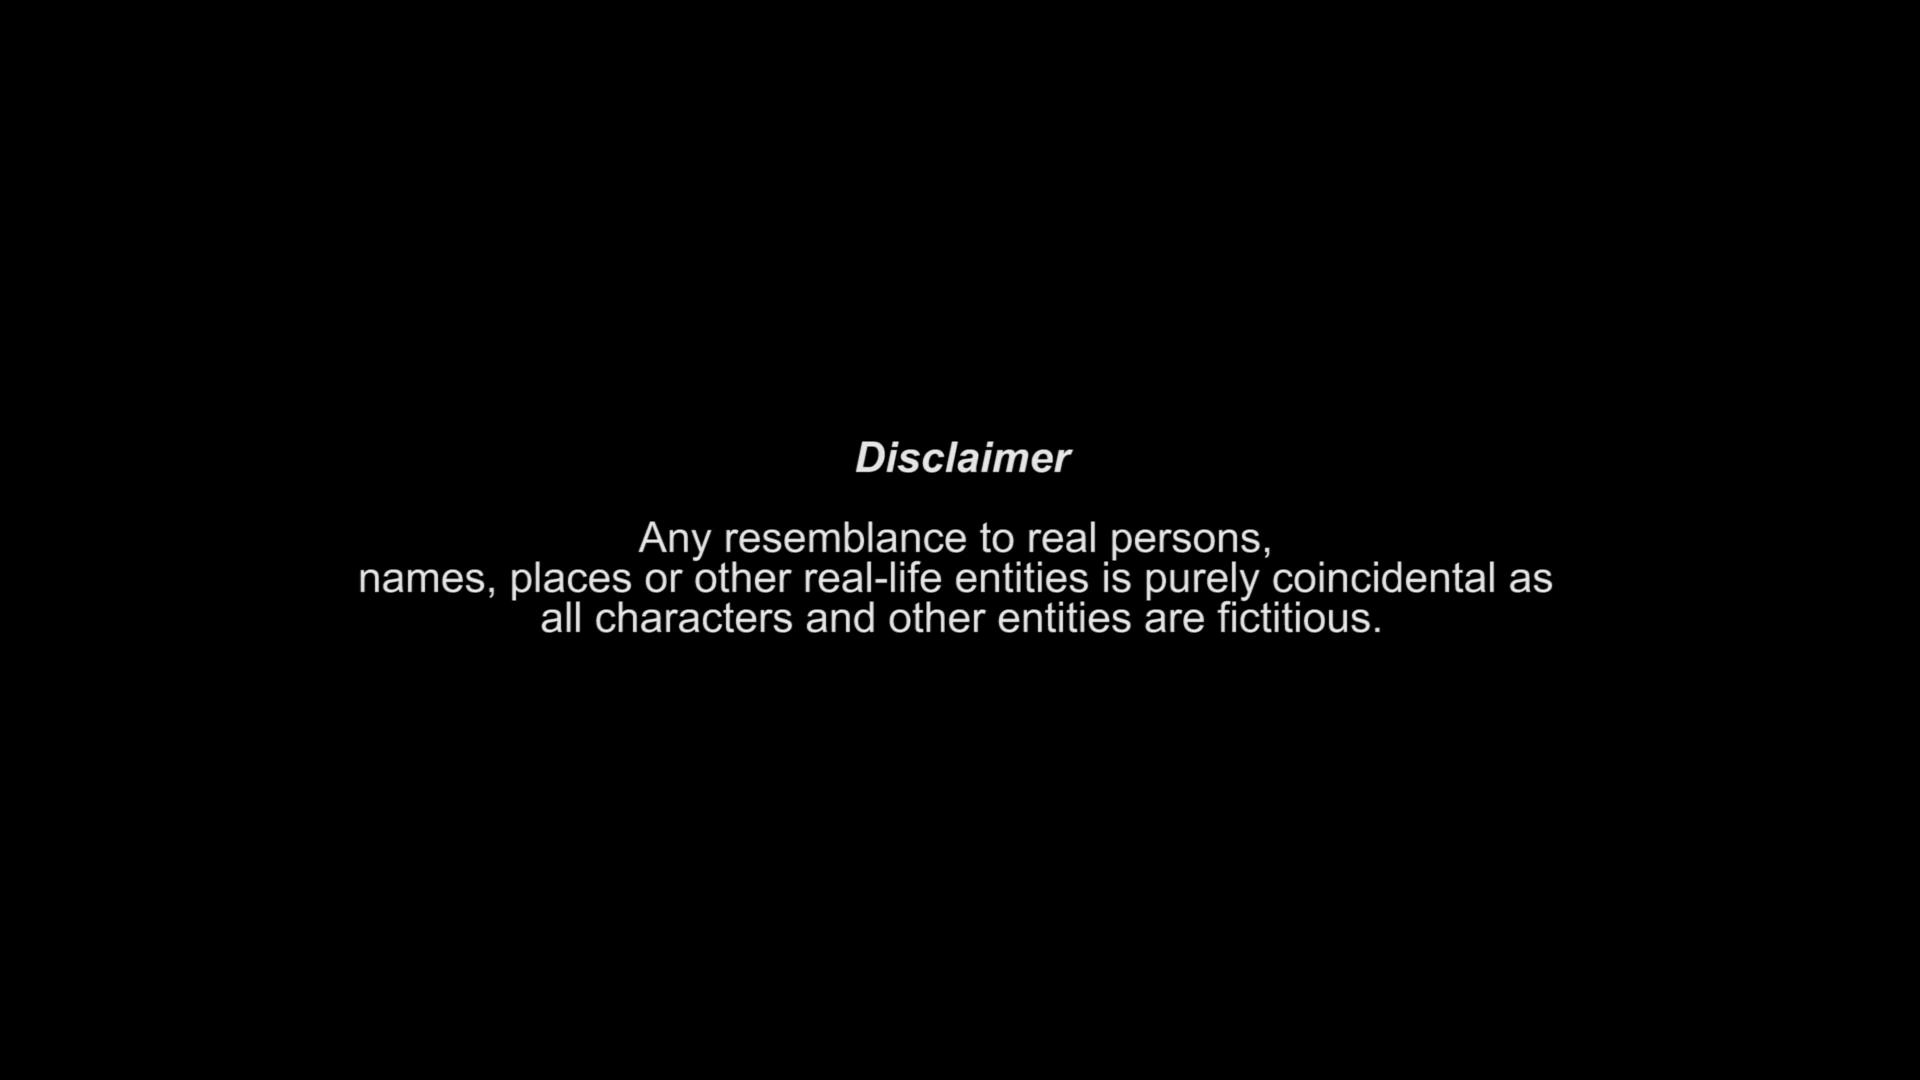 Disclaimer
Any resemblance to real persons,
names, places or other real-life entities is purely coincidental as
all characters and other entities are fictitious.